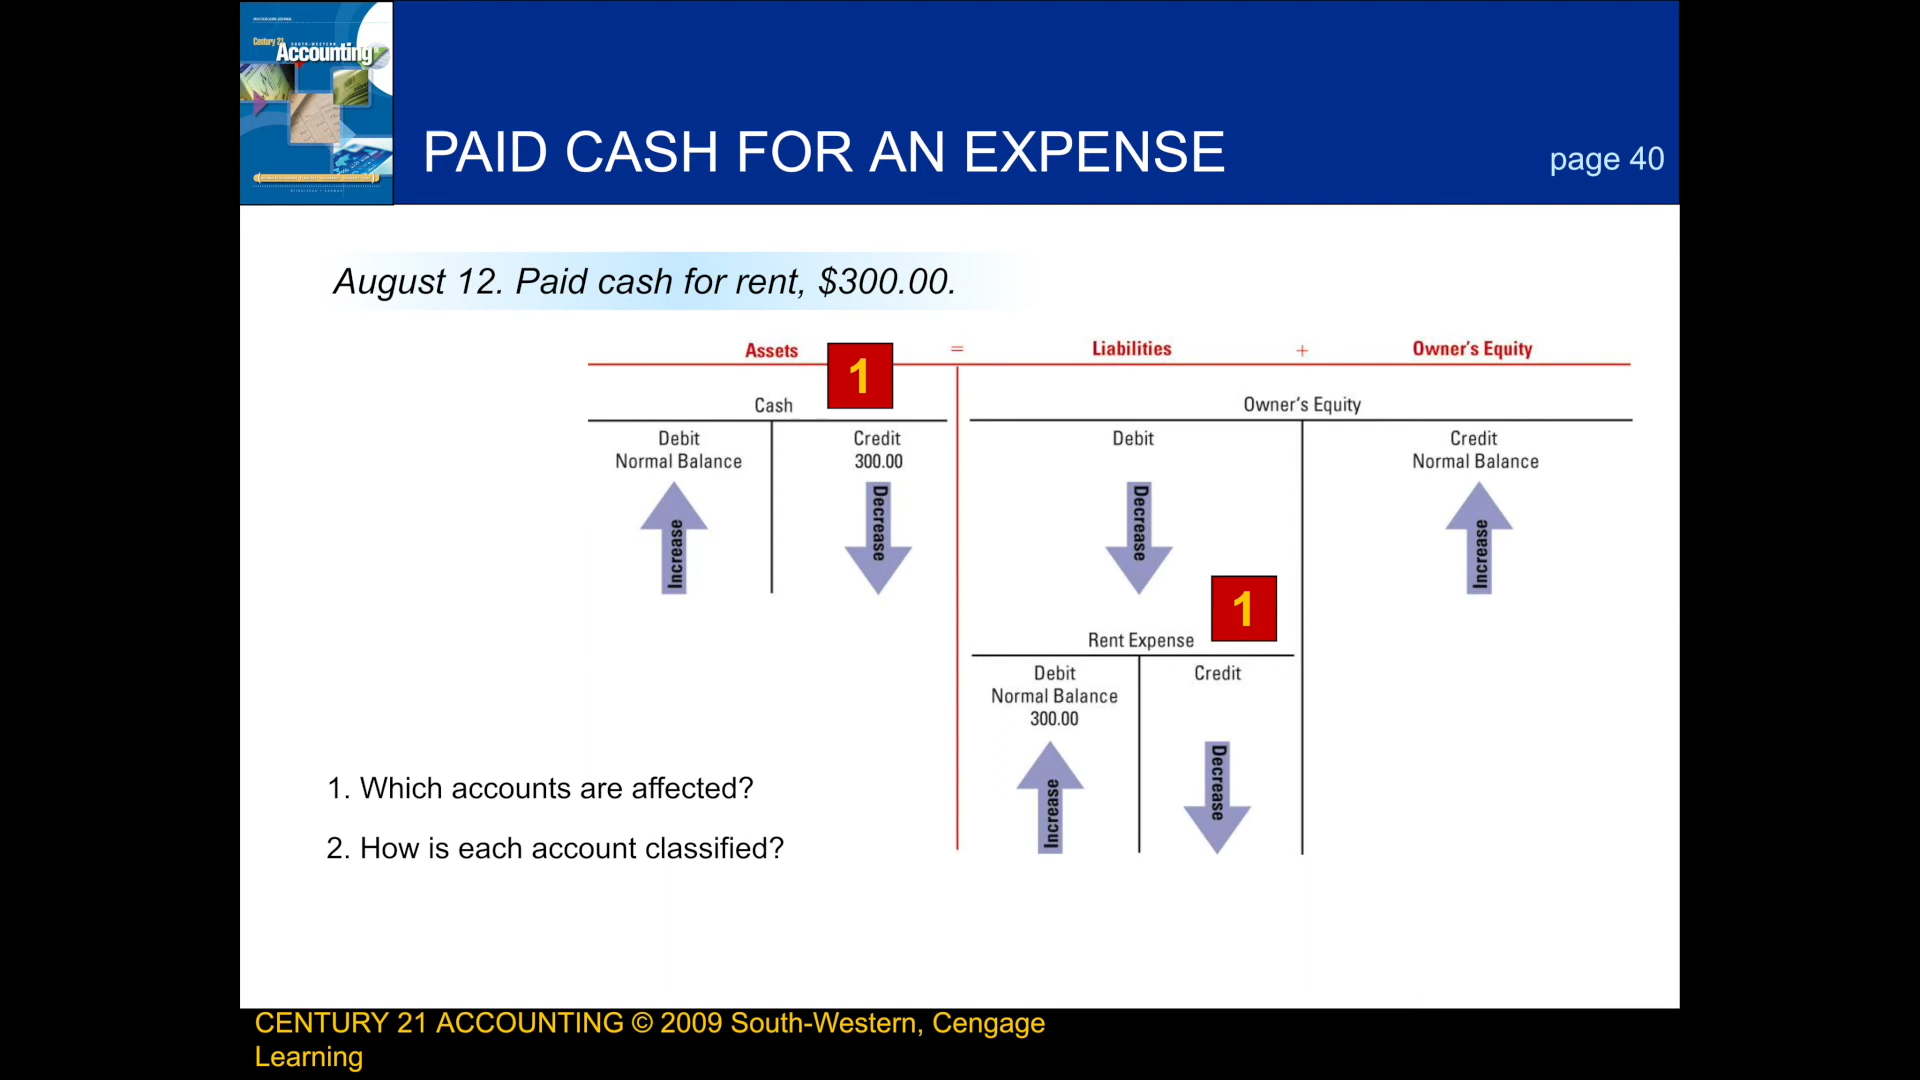 Century 21
SOUTH-WESTERN
Accounting
PAID CASH FOR AN EXPENSE
page 40
August 12. Paid cash for rent, $300.00.
Assets = Liabilities + Owner's Equity
1
Cash
Owner's Equity
Debit Credit Debit Credit
Normal Balance 300.00 Normal Balance
Increase Decrease Decrease Increase
1
Rent Expense
Debit Credit
Normal Balance
300.00
Increase Decrease
1. Which accounts are affected?
2. How is each account classified?
CENTURY 21 ACCOUNTING © 2009 South-Western, Cengage
Learning